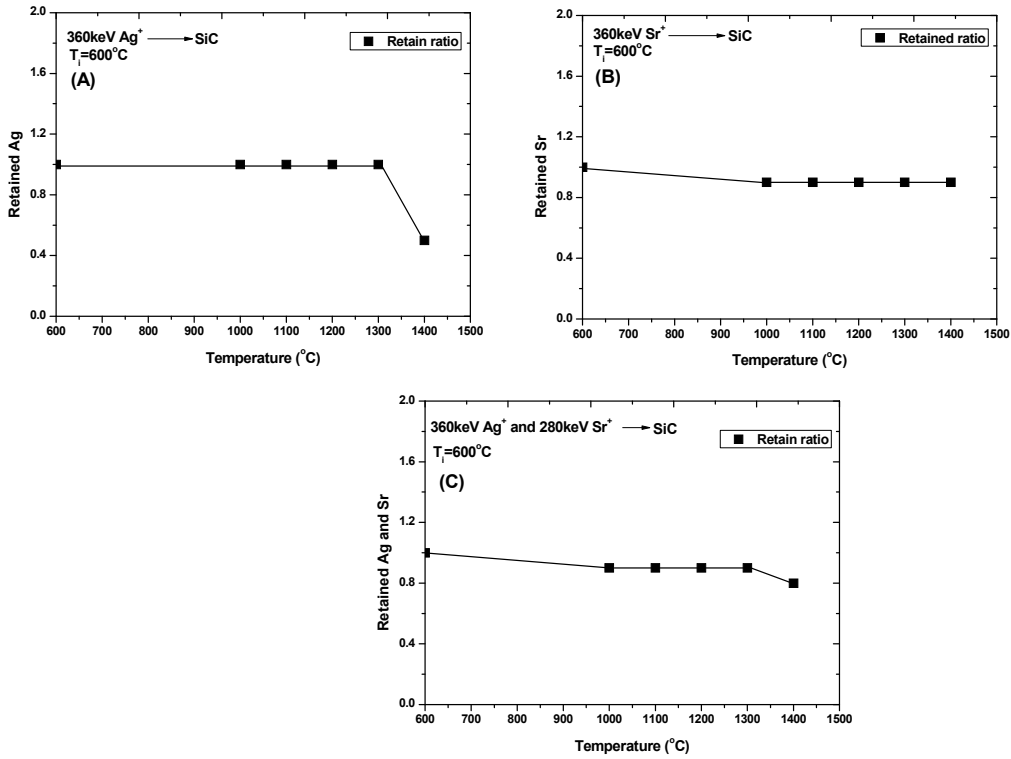 360keV Ag⁺ ⟶ SiC
Tᵢ=600°C
(A)
Retain ratio
Retained Ag
2.0
1.6
1.2
0.8
0.4
0.0
600 700 800 900 1000 1100 1200 1300 1400 1500
Temperature (°C)
360keV Sr⁺ ⟶ SiC
Tᵢ=600°C
(B)
Retained ratio
Retained Sr
2.0
1.6
1.2
0.8
0.4
0.0
600 700 800 900 1000 1100 1200 1300 1400 1500
Temperature (°C)
360keV Ag⁺ and 280keV Sr⁺ ⟶ SiC
Tᵢ=600°C
(C)
Retain ratio
Retained Ag and Sr
2.0
1.6
1.2
0.8
0.4
0.0
600 700 800 900 1000 1100 1200 1300 1400 1500
Temperature (°C)